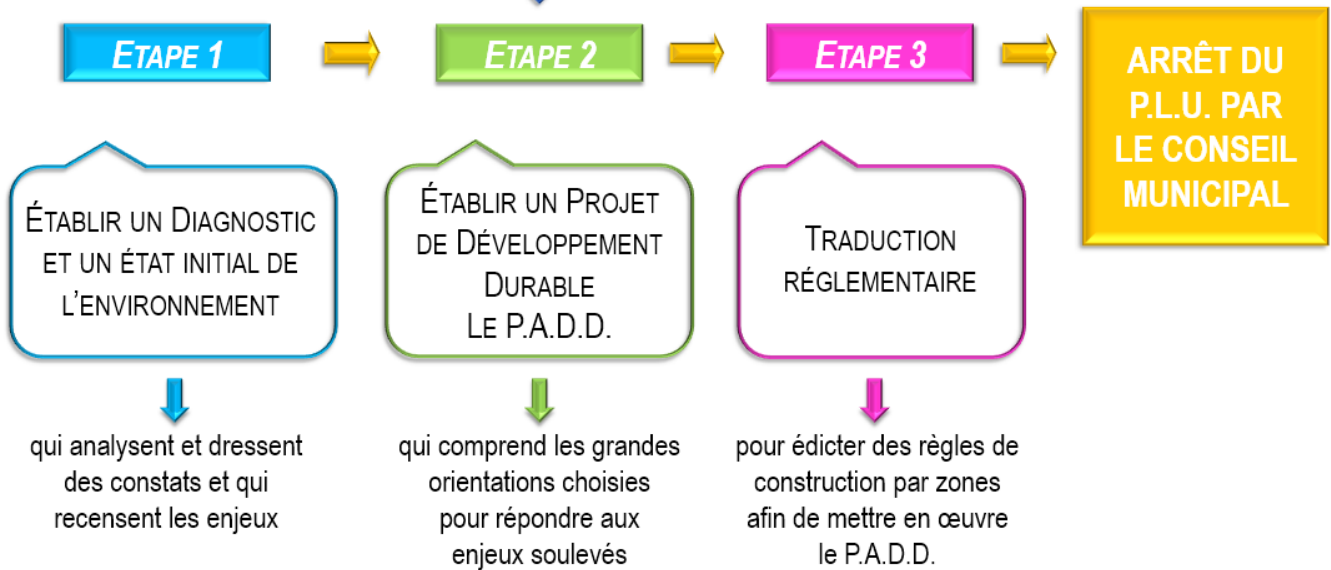 ETAPE 1
ETAPE 2
ETAPE 3
ARRÊT DU
P.L.U. PAR
LE CONSEIL
MUNICIPAL
ÉTABLIR UN DIAGNOSTIC
ET UN ÉTAT INITIAL DE
L'ENVIRONNEMENT
ÉTABLIR UN PROJET
DE DÉVELOPPEMENT
DURABLE
LE P.A.D.D.
TRADUCTION
RÉGLEMENTAIRE
qui analysent et dressent
des constats et qui
recensent les enjeux
qui comprend les grandes
orientations choisies
pour répondre aux
enjeux soulevés
pour édicter des règles de
construction par zones
afin de mettre en œuvre
le P.A.D.D.